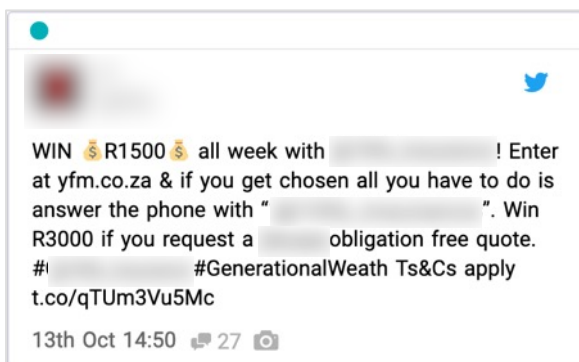 WIN 💰R1500💰 all week with ! Enter
at yfm.co.za & if you get chosen all you have to do is
answer the phone with “ ”. Win
R3000 if you request a obligation free quote.
# #GenerationalWeath Ts&Cs apply
t.co/qTUm3Vu5Mc
13th Oct 14:50 27